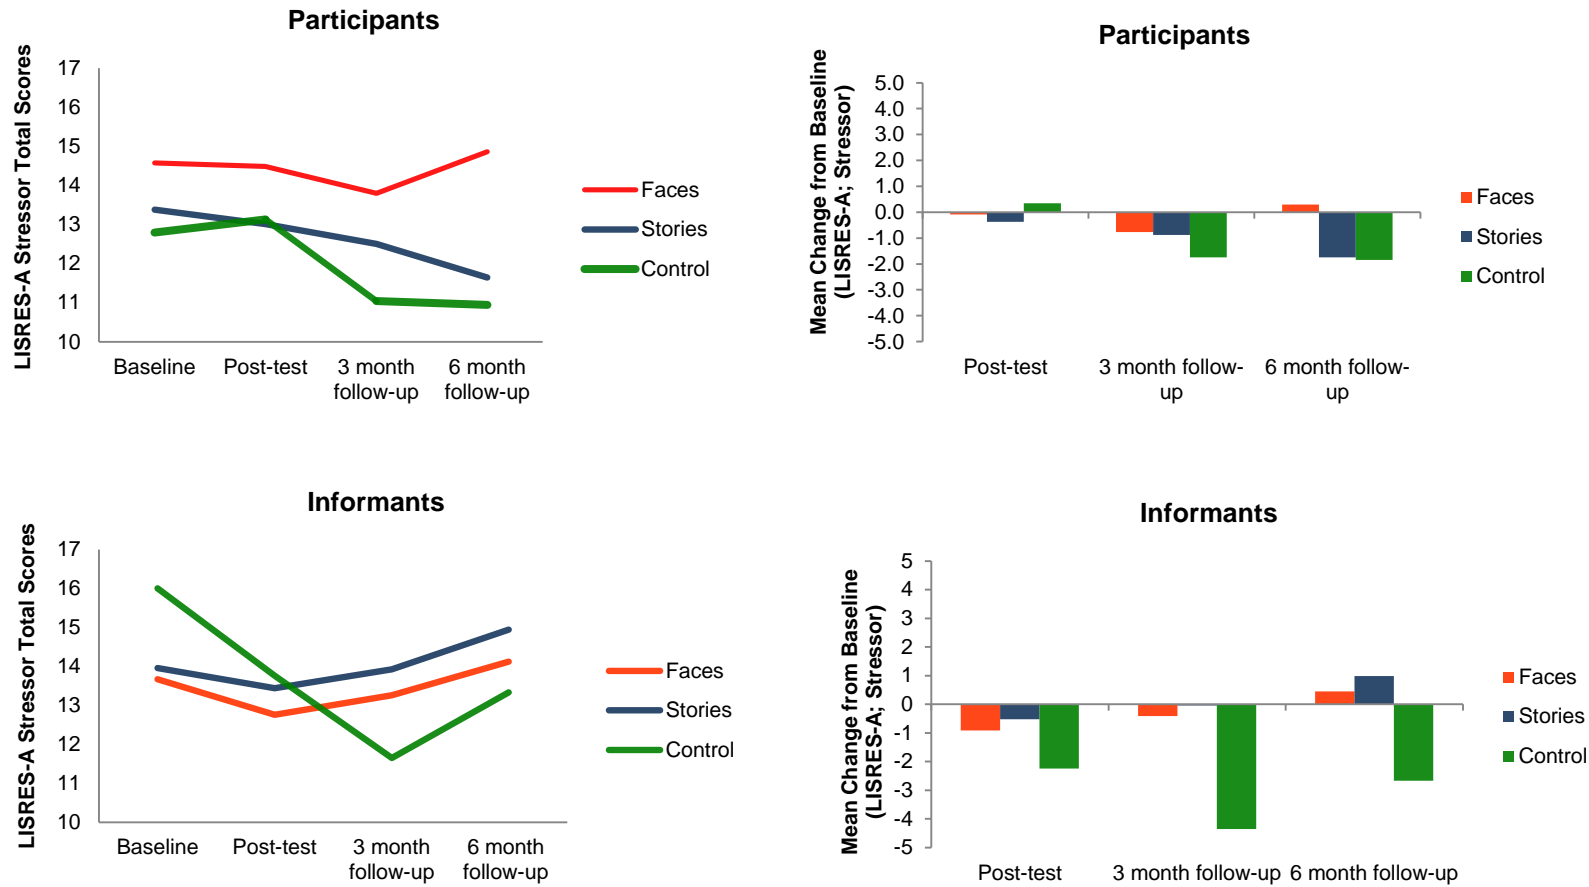 Participants
LISRES-A Stressor Total Scores
17
16
15
14
13
12
11
10
Baseline
Post-test
3 month
follow-up
6 month
follow-up
Faces
Stories
Control
Participants
Mean Change from Baseline
(LISRES-A; Stressor)
5.0
4.0
3.0
2.0
1.0
0.0
-1.0
-2.0
-3.0
-4.0
-5.0
Post-test
3 month follow-
up
6 month follow-
up
Faces
Stories
Control
Informants
LISRES-A Stressor Total Scores
17
16
15
14
13
12
11
10
Baseline
Post-test
3 month
follow-up
6 month
follow-up
Faces
Stories
Control
Informants
Mean Change from Baseline
(LISRES-A; Stressor)
5
4
3
2
1
0
-1
-2
-3
-4
-5
Post-test
3 month follow-up
6 month follow-up
Faces
Stories
Control